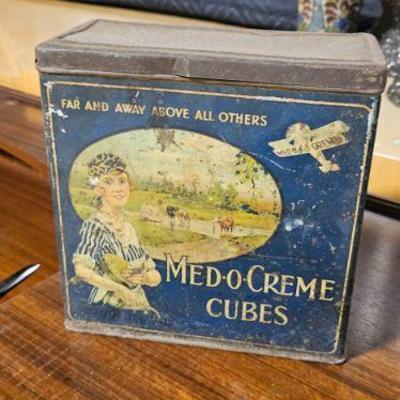 FAR AND AWAY ABOVE ALL OTHERS
MED-O-CREME
CUBES